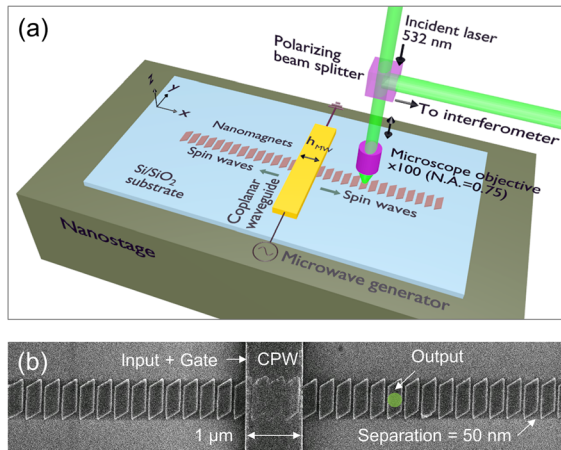 (a)
Incident laser
532 nm
Polarizing
beam splitter
To interferometer
z
y
x
Nanomagnets
h_MW
Microscope objective
×100 (N.A.=0.75)
Spin waves
Spin waves
Si/SiO2
substrate
Coplanar
waveguide
Nanostage
Microwave generator
(b)
Input + Gate
CPW
Output
1 μm
Separation = 50 nm